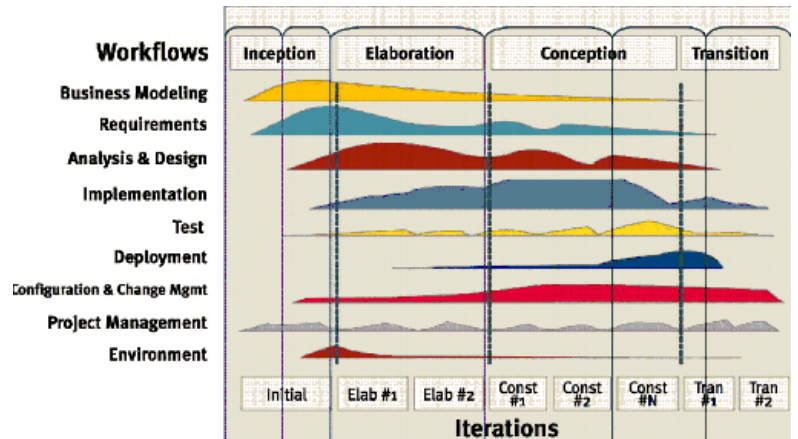 Workflows Inception Elaboration Conception Transition
Business Modeling
Requirements
Analysis & Design
Implementation
Test
Deployment
Configuration & Change Mgmt
Project Management
Environment
Initial Elab #1 Elab #2 Const #1 Const #2 Const #N Tran #1 Tran #2
Iterations